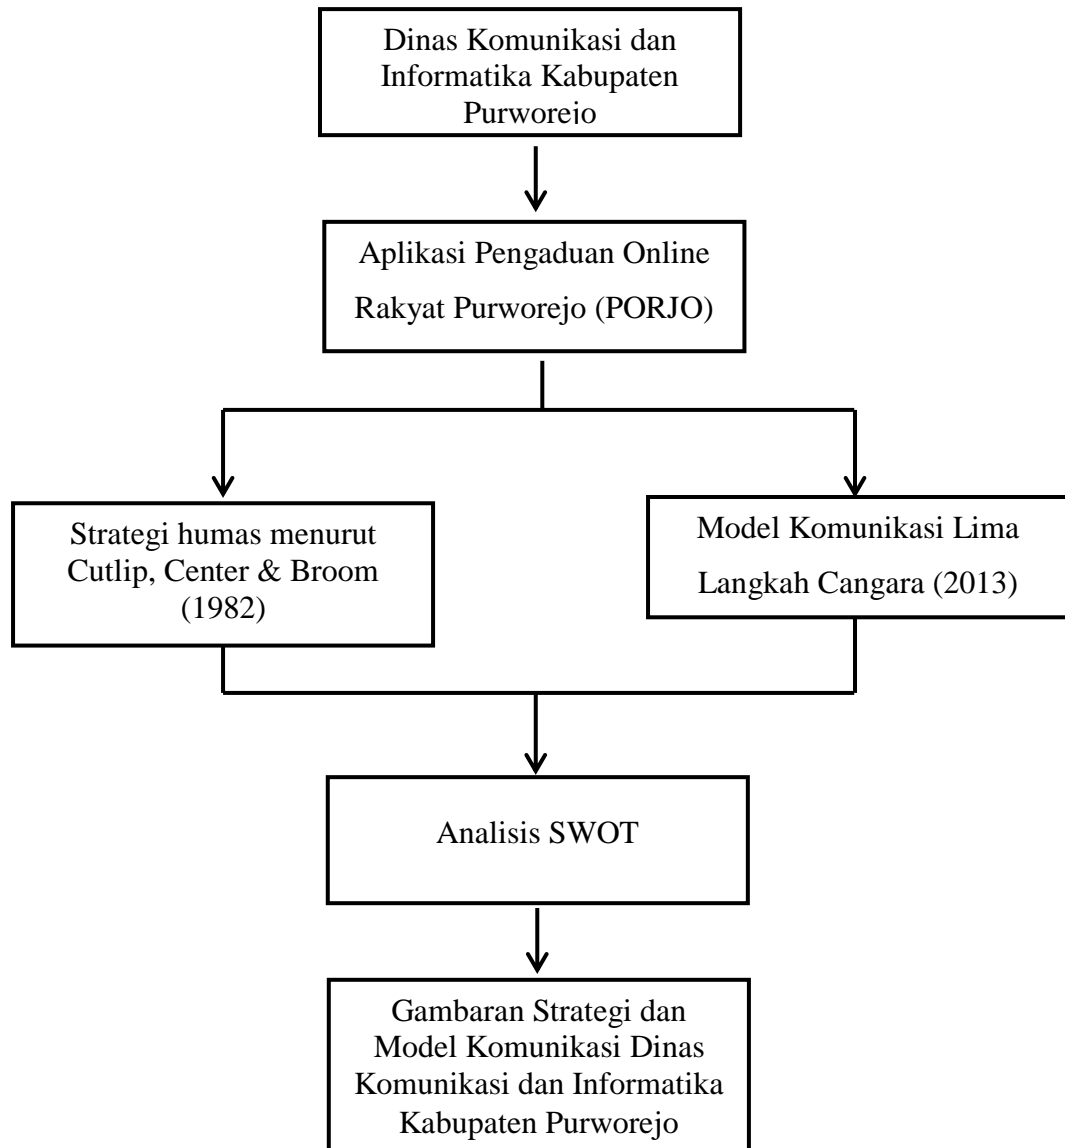 Dinas Komunikasi dan
Informatika Kabupaten
Purworejo
Aplikasi Pengaduan Online
Rakyat Purworejo (PORJO)
Strategi humas menurut
Cutlip, Center & Broom
(1982)
Model Komunikasi Lima
Langkah Cangara (2013)
Analisis SWOT
Gambaran Strategi dan
Model Komunikasi Dinas
Komunikasi dan Informatika
Kabupaten Purworejo